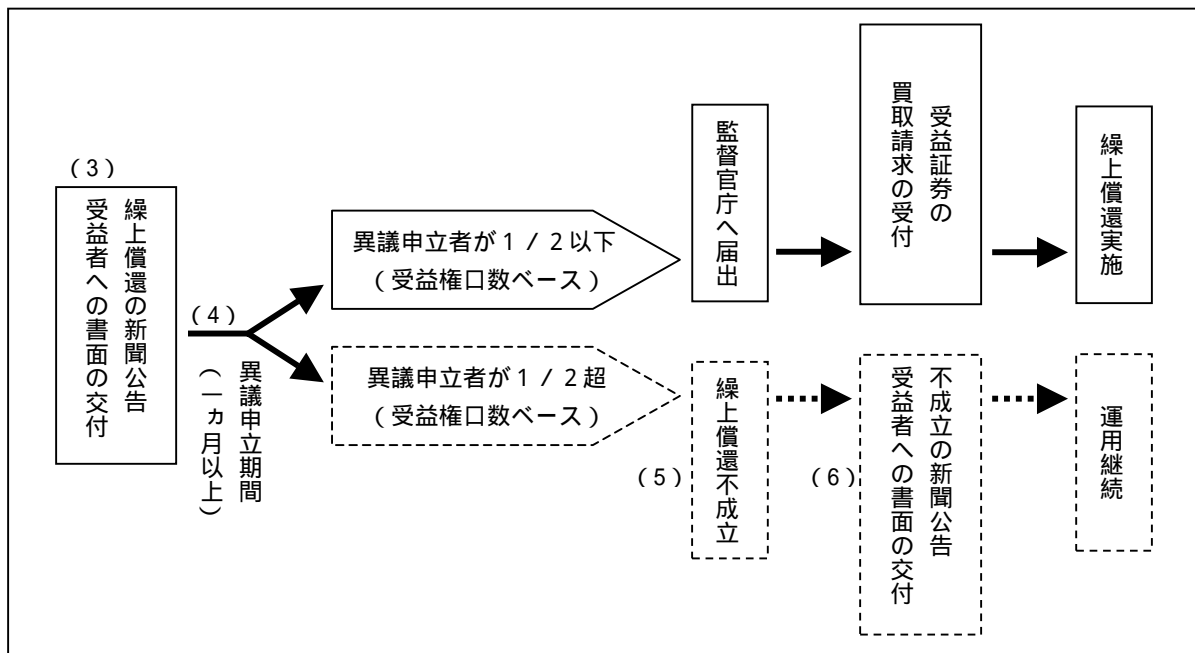 (3)
繰上償還の新聞公告
受益者への書面の交付
(4)
異議申立期間
(一ヵ月以上)
異議申立者が1/2以下
(受益権口数ベース)
監督官庁へ届出
受益証券の
買取請求の受付
繰上償還実施
異議申立者が1/2超
(受益権口数ベース)
(5)
繰上償還不成立
(6)
不成立の新聞公告
受益者への書面の交付
運用継続